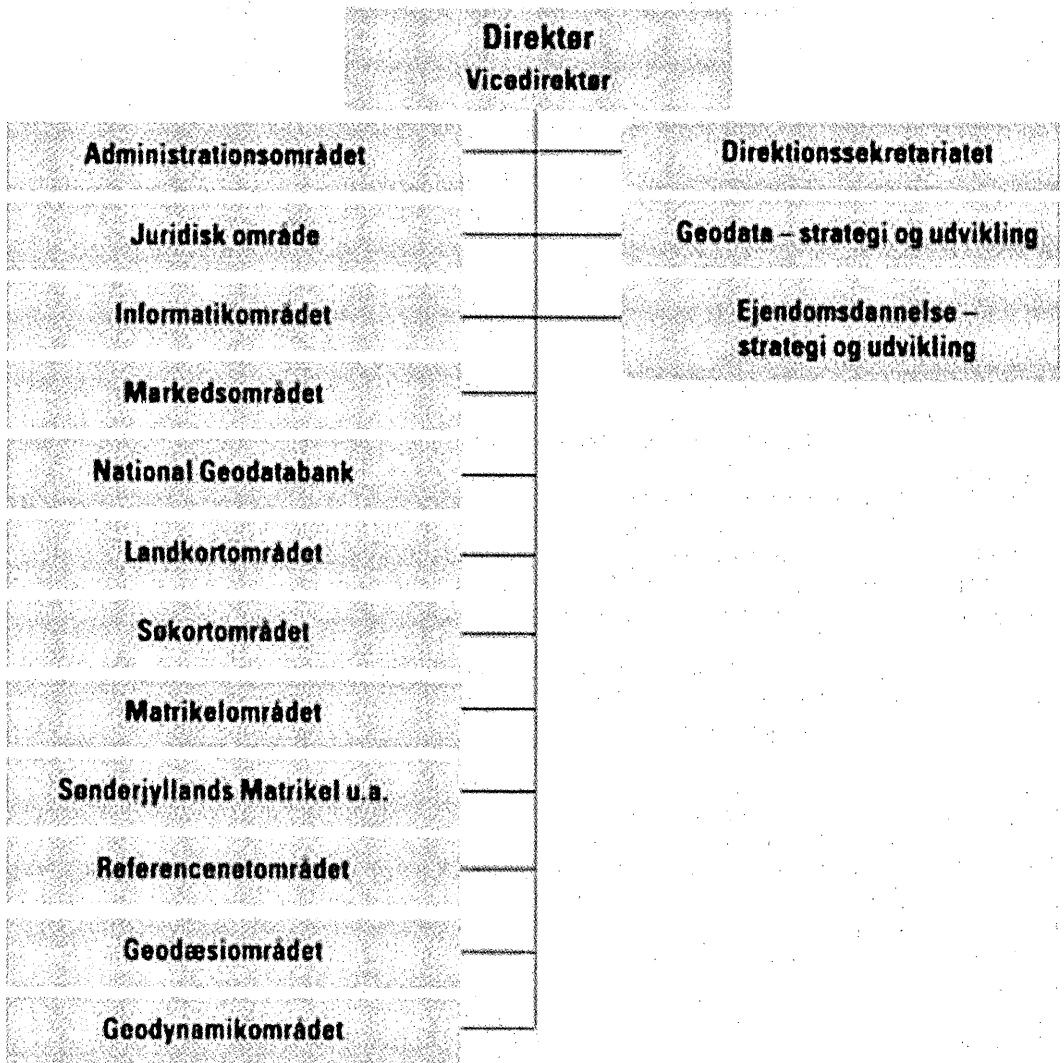 Direktør
Vicedirektør
Administrationsområdet
Juridisk område
Informatikområdet
Markedsområdet
National Geodatabank
Landkortområdet
Søkortområdet
Matrikelområdet
Sønderjyllands Matrikel u.a.
Referencenetområdet
Geodæsiområdet
Geodynamikområdet
Direktionssekretariatet
Geodata – strategi og udvikling
Ejendomsdannelse –
strategi og udvikling